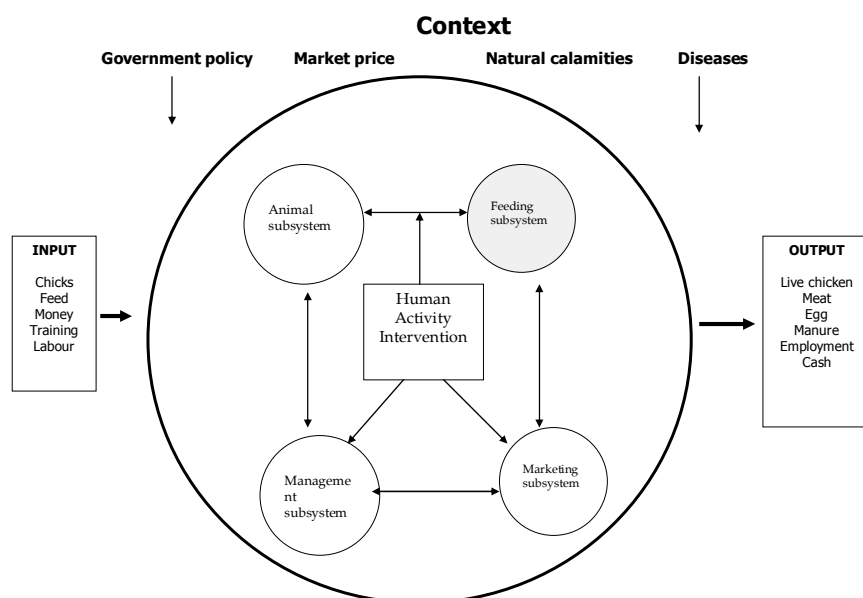 Context
Government policy Market price Natural calamities Diseases
Animal
subsystem
Feeding
subsystem
INPUT
Chicks
Feed
Money
Training
Labour
Human
Activity
Intervention
OUTPUT
Live chicken
Meat
Egg
Manure
Employment
Cash
Manageme
nt
subsystem
Marketing
subsystem